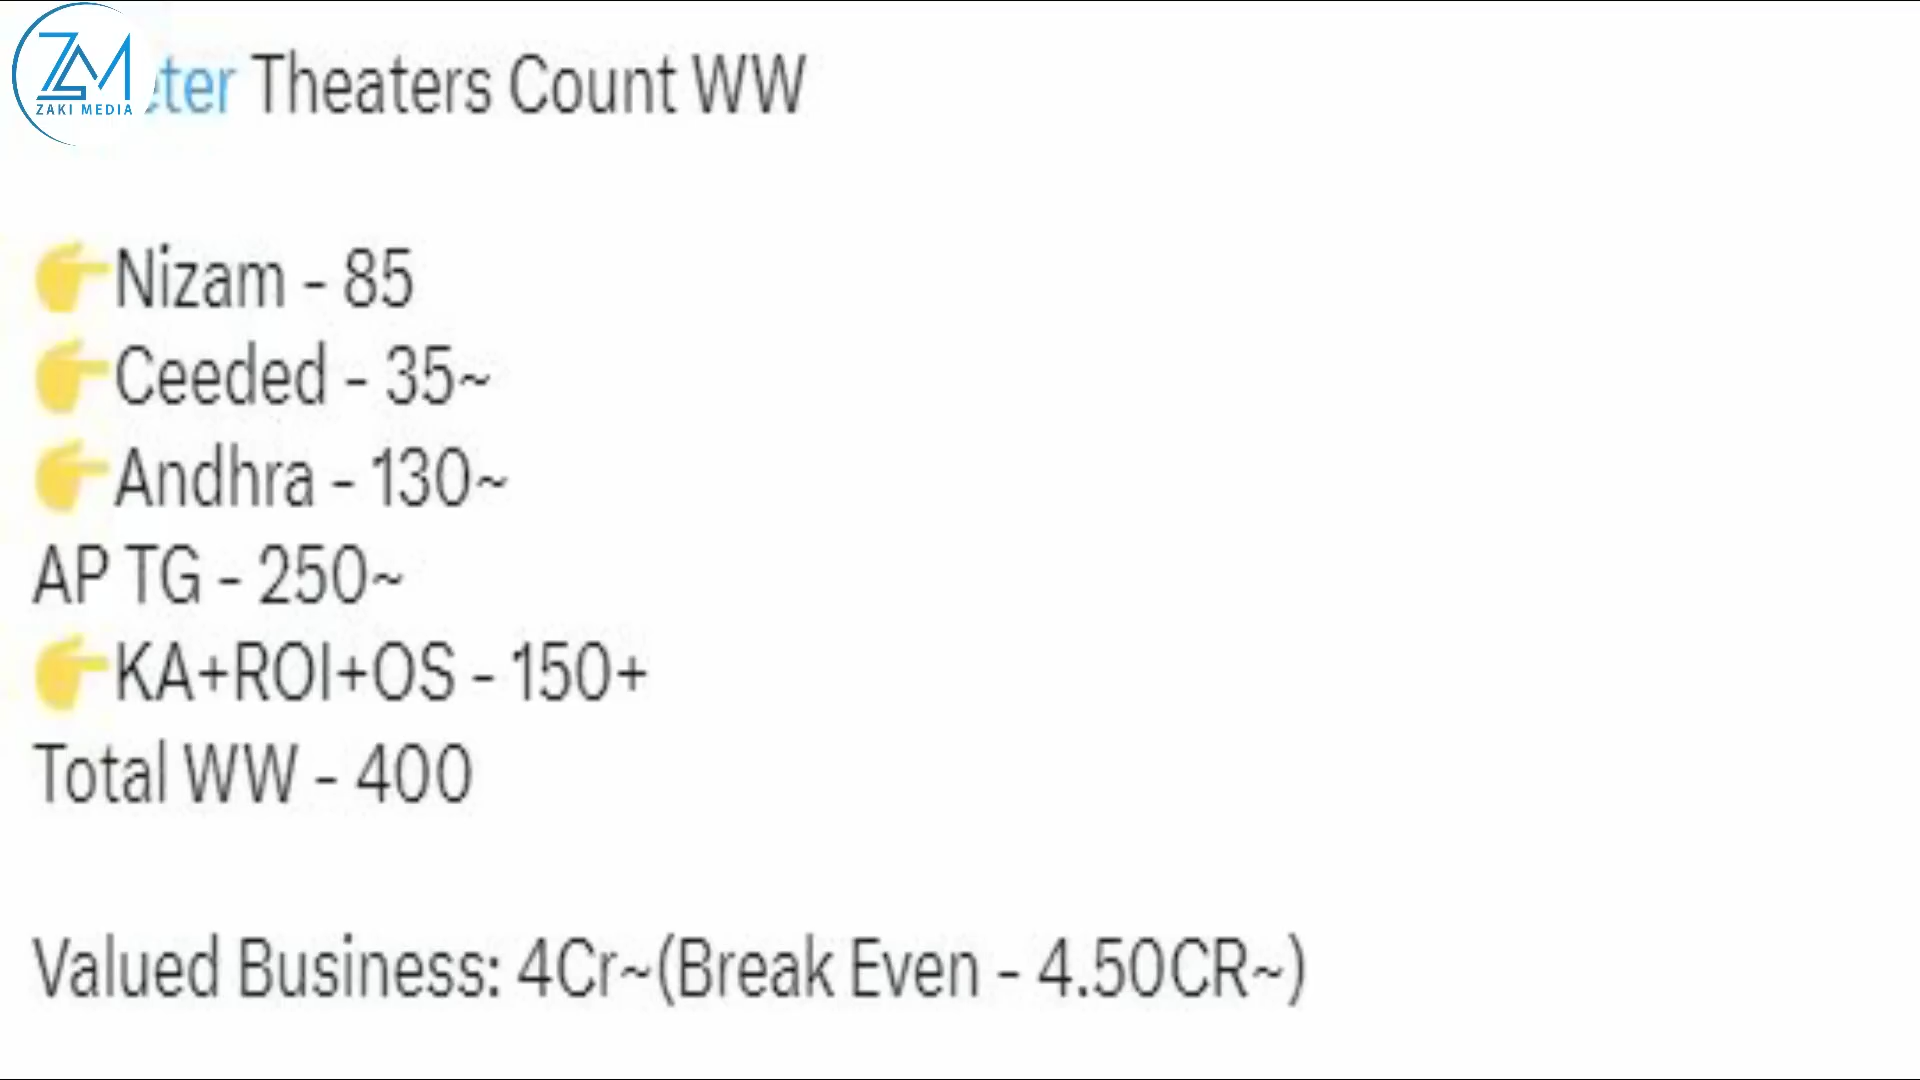 ZM
ZAKI MEDIA
Theaters Count WW
👉Nizam - 85
👉Ceeded - 35~
👉Andhra - 130~
AP TG - 250~
👉KA+ROI+OS - 150+
Total WW - 400
Valued Business: 4Cr~(Break Even - 4.50CR~)